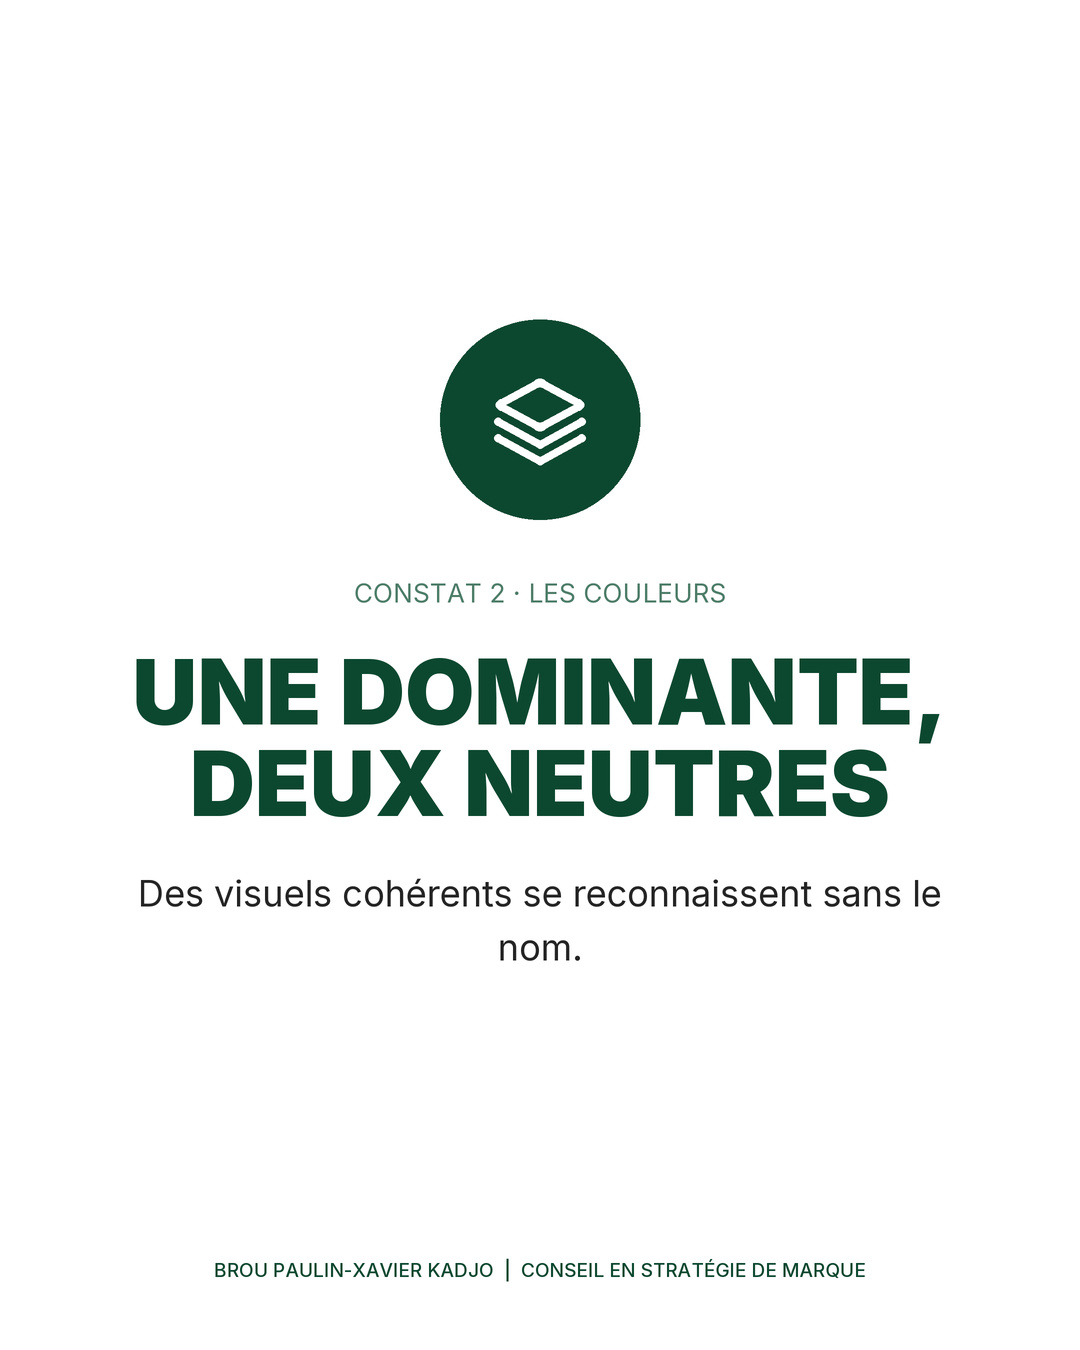 CONSTAT 2 · LES COULEURS
UNE DOMINANTE,
DEUX NEUTRES
Des visuels cohérents se reconnaissent sans le
nom.
BROU PAULIN-XAVIER KADJO | CONSEIL EN STRATÉGIE DE MARQUE